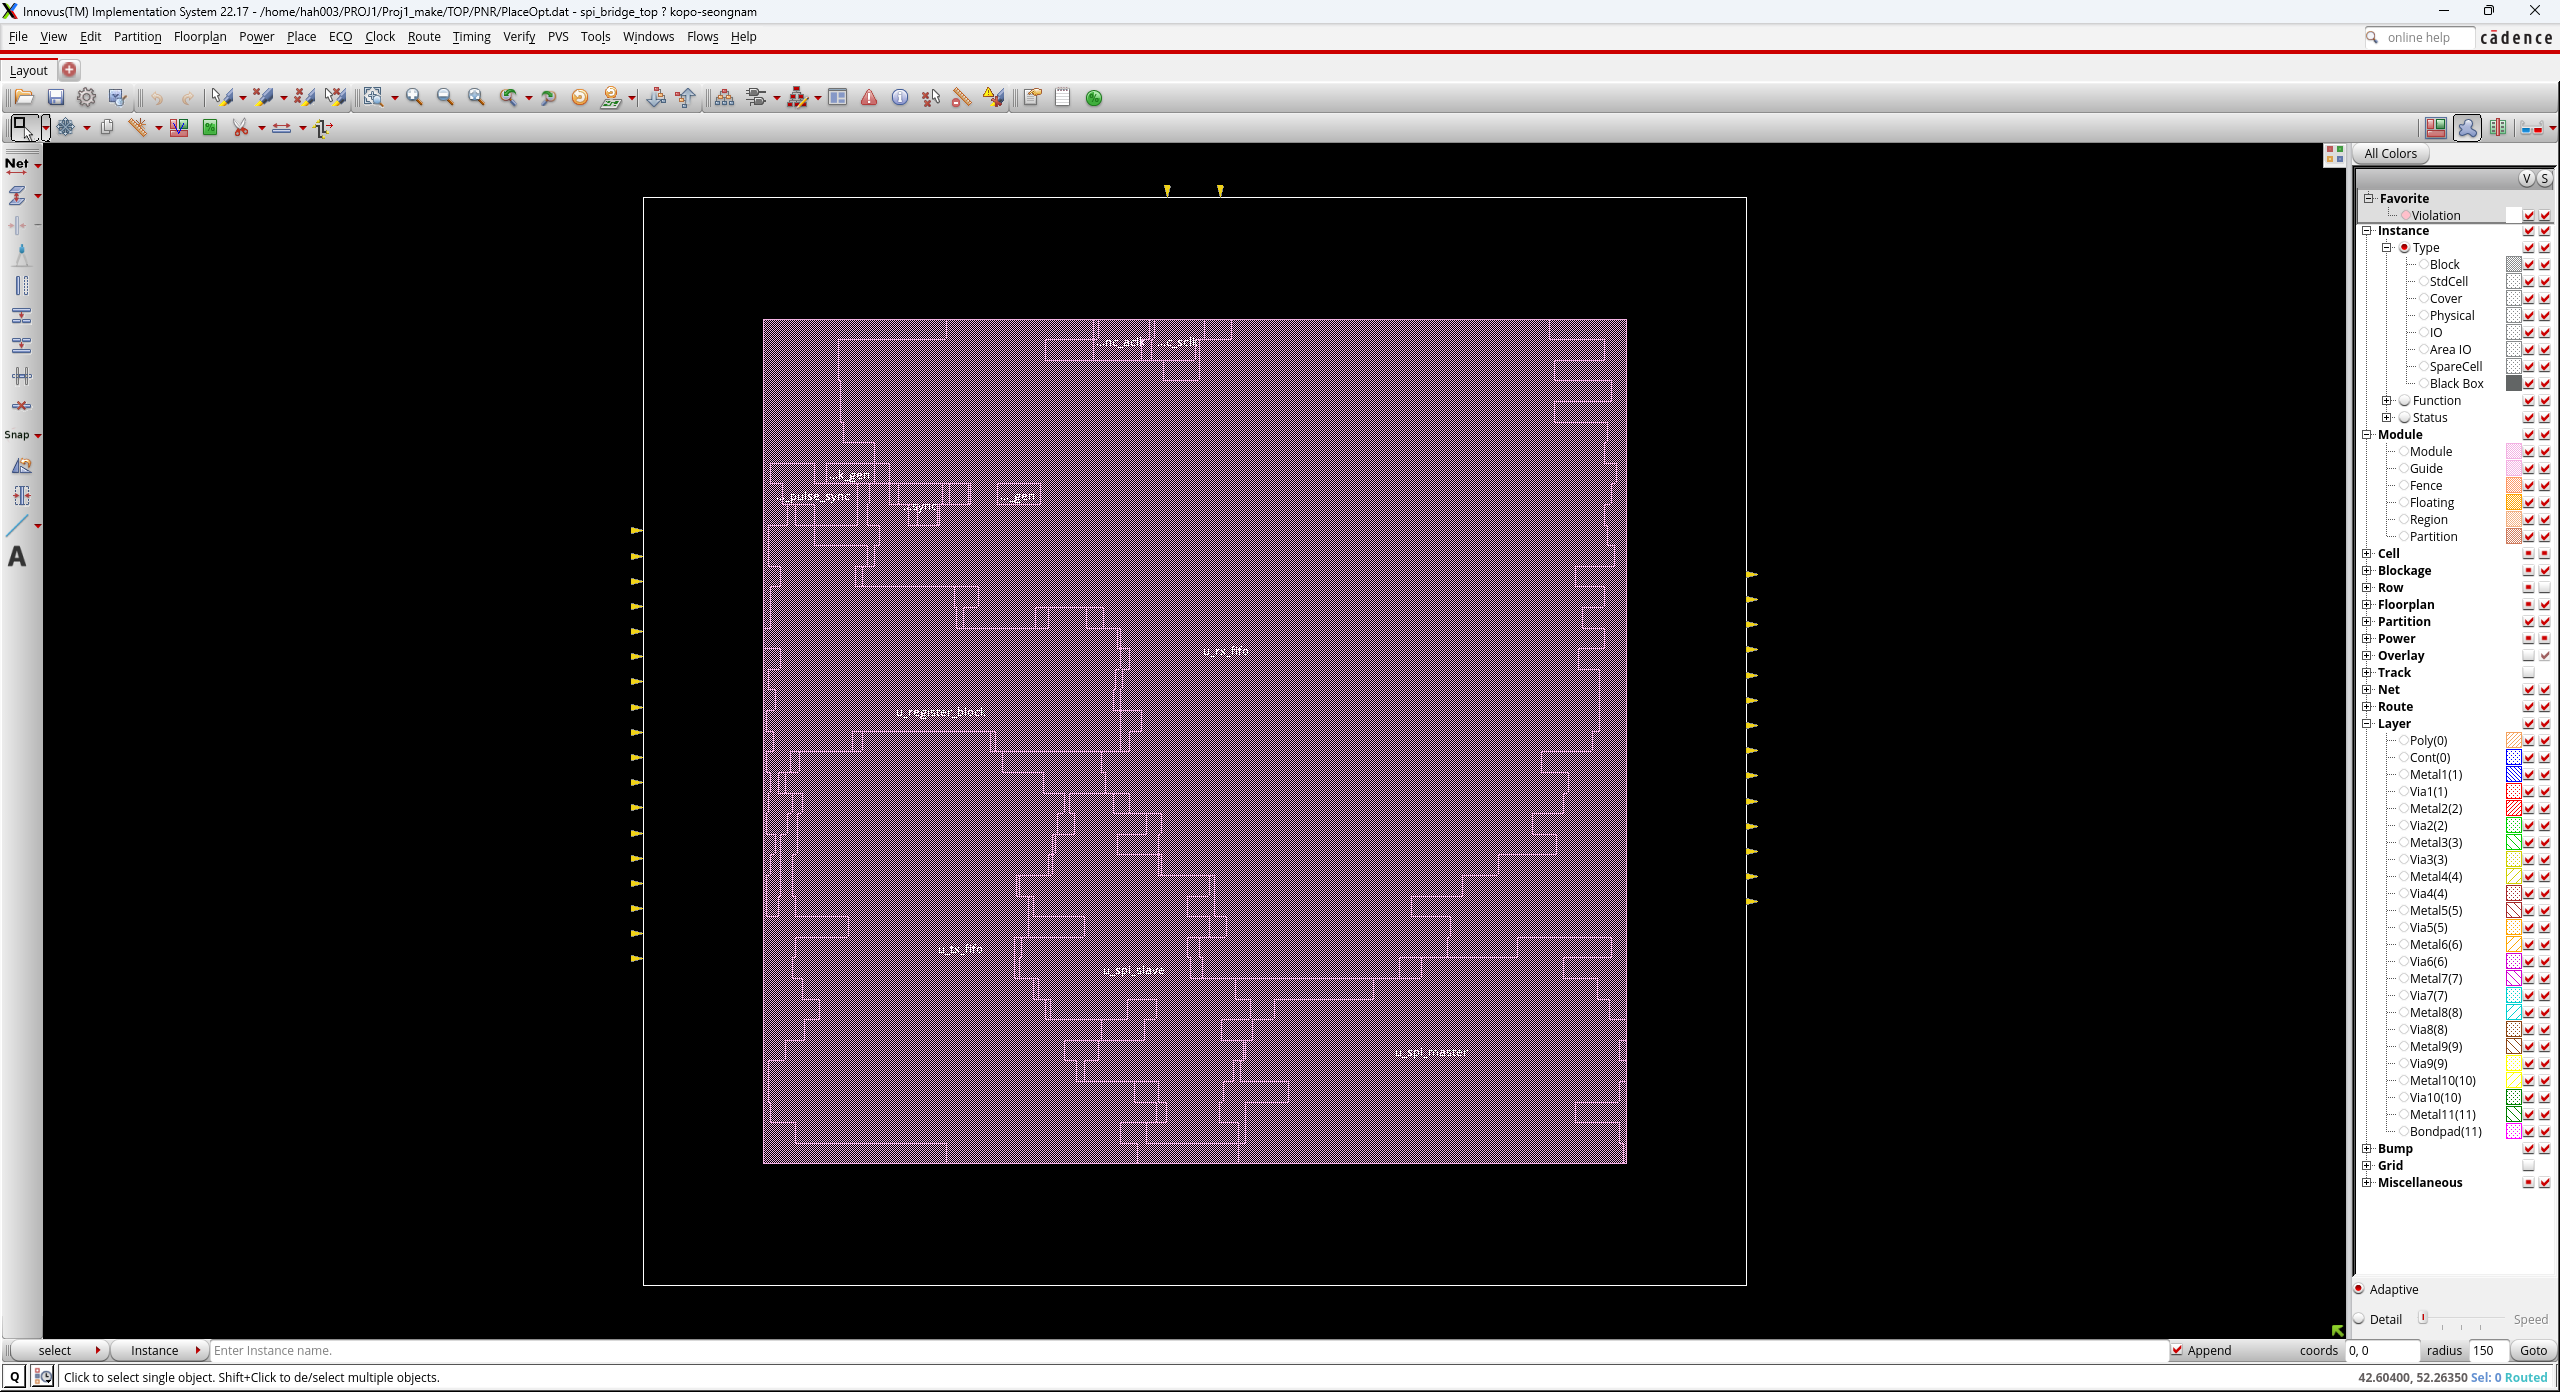 Innovus(TM) Implementation System 22.17 - /home/hah003/PROJ1/Proj1_make/TOP/PNR/PlaceOpt.dat - spi_bridge_top ? kopo-seongnam
File View Edit Partition Floorplan Power Place ECO Clock Route Timing Verify PVS Tools Windows Flows Help
online help
cādence
Layout
All Colors
V S
Net
Snap
A
Favorite
Violation
Instance
Type
Block
StdCell
Cover
Physical
IO
Area IO
SpareCell
Black Box
Function
Status
Module
Module
Guide
Fence
Floating
Region
Partition
Cell
Blockage
Row
Floorplan
Partition
Power
Overlay
Track
Net
Route
Layer
Poly(0)
Cont(0)
Metal1(1)
Via1(1)
Metal2(2)
Via2(2)
Metal3(3)
Via3(3)
Metal4(4)
Via4(4)
Metal5(5)
Via5(5)
Metal6(6)
Via6(6)
Metal7(7)
Via7(7)
Metal8(8)
Via8(8)
Metal9(9)
Via9(9)
Metal10(10)
Via10(10)
Metal11(11)
Bondpad(11)
Bump
Grid
Miscellaneous
Adaptive
Detail
Speed
u_rx_fifo
u_register_block
u_tx_fifo
u_spi_slave
u_spi_master
select Instance Enter Instance name. Append coords 0, 0 radius 150 Goto
Q Click to select single object. Shift+Click to de/select multiple objects. 42.60400, 52.26350 Sel: 0 Routed